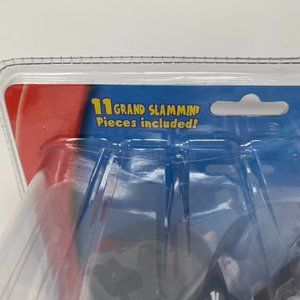 11 GRAND SLAMMIN'
Pieces included!